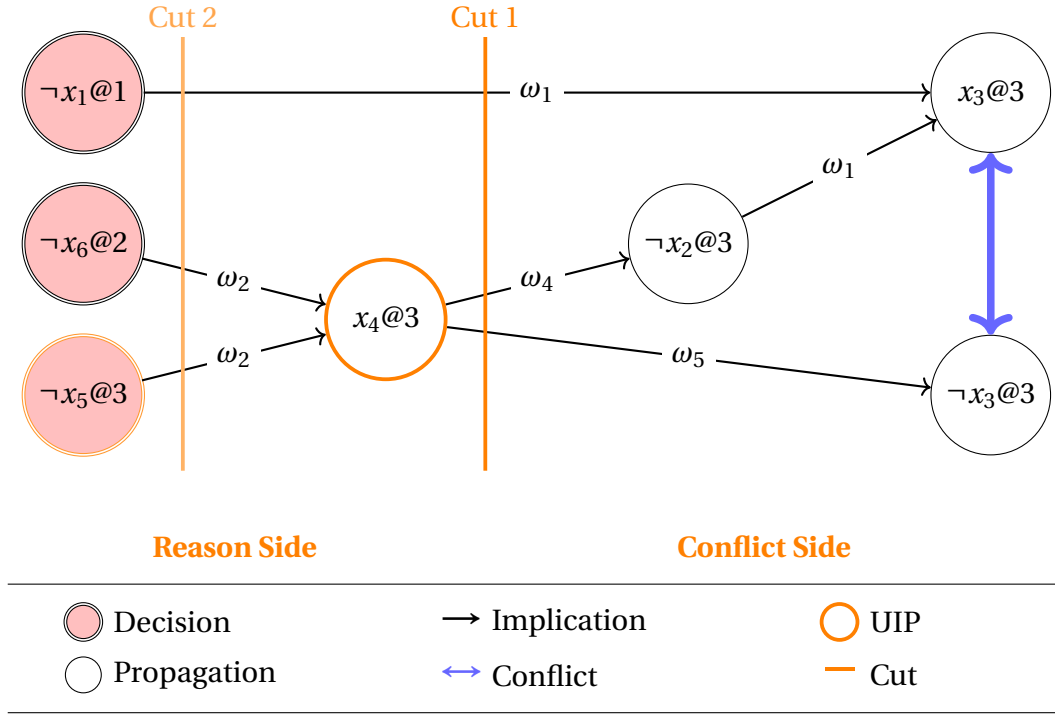 Cut 2
Cut 1
¬x₁@1
ω₁
x₃@3
ω₁
¬x₆@2
¬x₂@3
ω₂
ω₄
x₄@3
ω₂
ω₅
¬x₅@3
¬x₃@3
Reason Side
Conflict Side
Decision
Implication
UIP
Propagation
Conflict
Cut